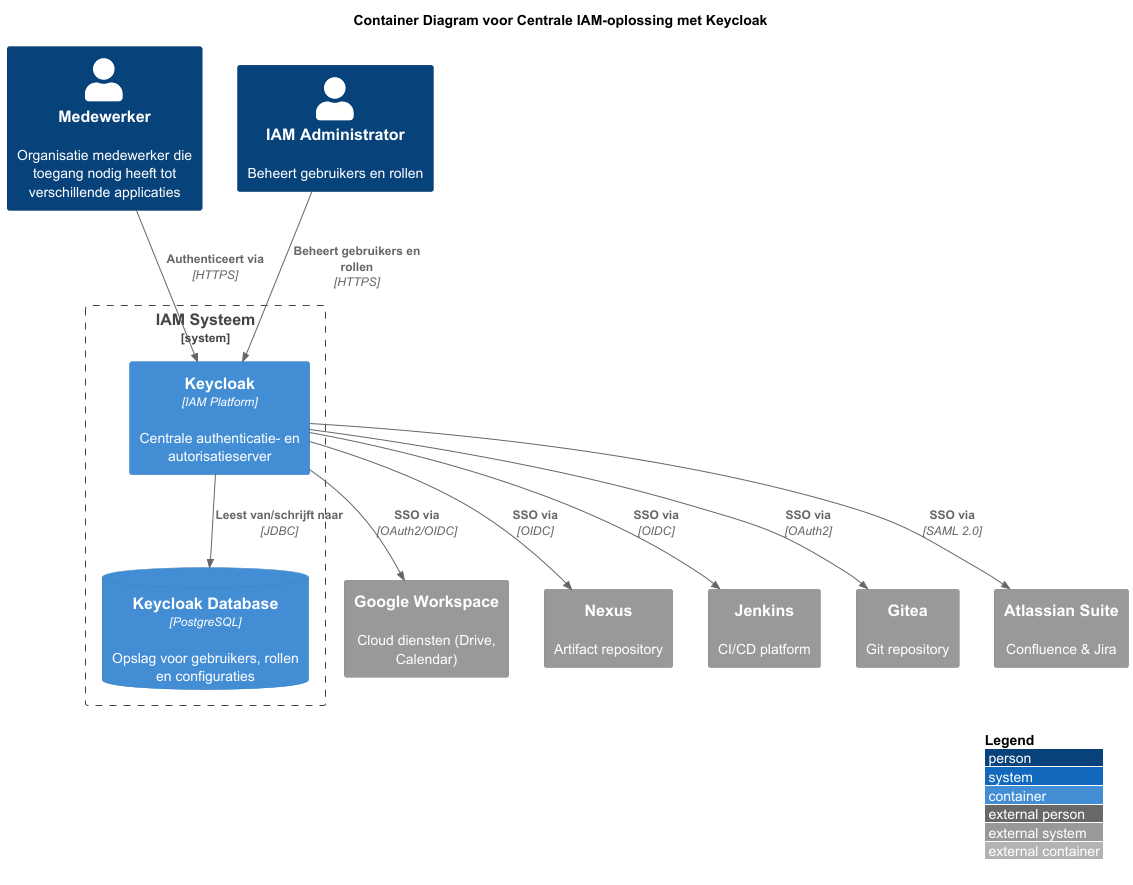 Container Diagram voor Centrale IAM-oplossing met Keycloak
Medewerker
Organisatie medewerker die
toegang nodig heeft tot
verschillende applicaties
IAM Administrator
Beheert gebruikers en rollen
Authenticeert via
[HTTPS]
Beheert gebruikers en
rollen
[HTTPS]
IAM Systeem
[system]
Keycloak
[IAM Platform]
Centrale authenticatie- en
autorisatieserver
Leest van/schrijft naar
[JDBC]
SSO via
[OAuth2/OIDC]
SSO via
[OIDC]
SSO via
[OIDC]
SSO via
[OAuth2]
SSO via
[SAML 2.0]
Keycloak Database
[PostgreSQL]
Opslag voor gebruikers, rollen
en configuraties
Google Workspace
Cloud diensten (Drive,
Calendar)
Nexus
Artifact repository
Jenkins
CI/CD platform
Gitea
Git repository
Atlassian Suite
Confluence & Jira
Legend
person
system
container
external person
external system
external container